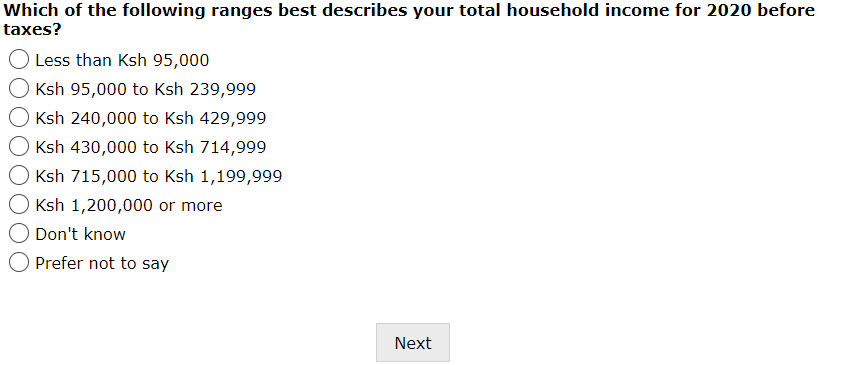 Which of the following ranges best describes your total household income for 2020 before
taxes?
Less than Ksh 95,000
Ksh 95,000 to Ksh 239,999
Ksh 240,000 to Ksh 429,999
Ksh 430,000 to Ksh 714,999
Ksh 715,000 to Ksh 1,199,999
Ksh 1,200,000 or more
Don't know
Prefer not to say
Next